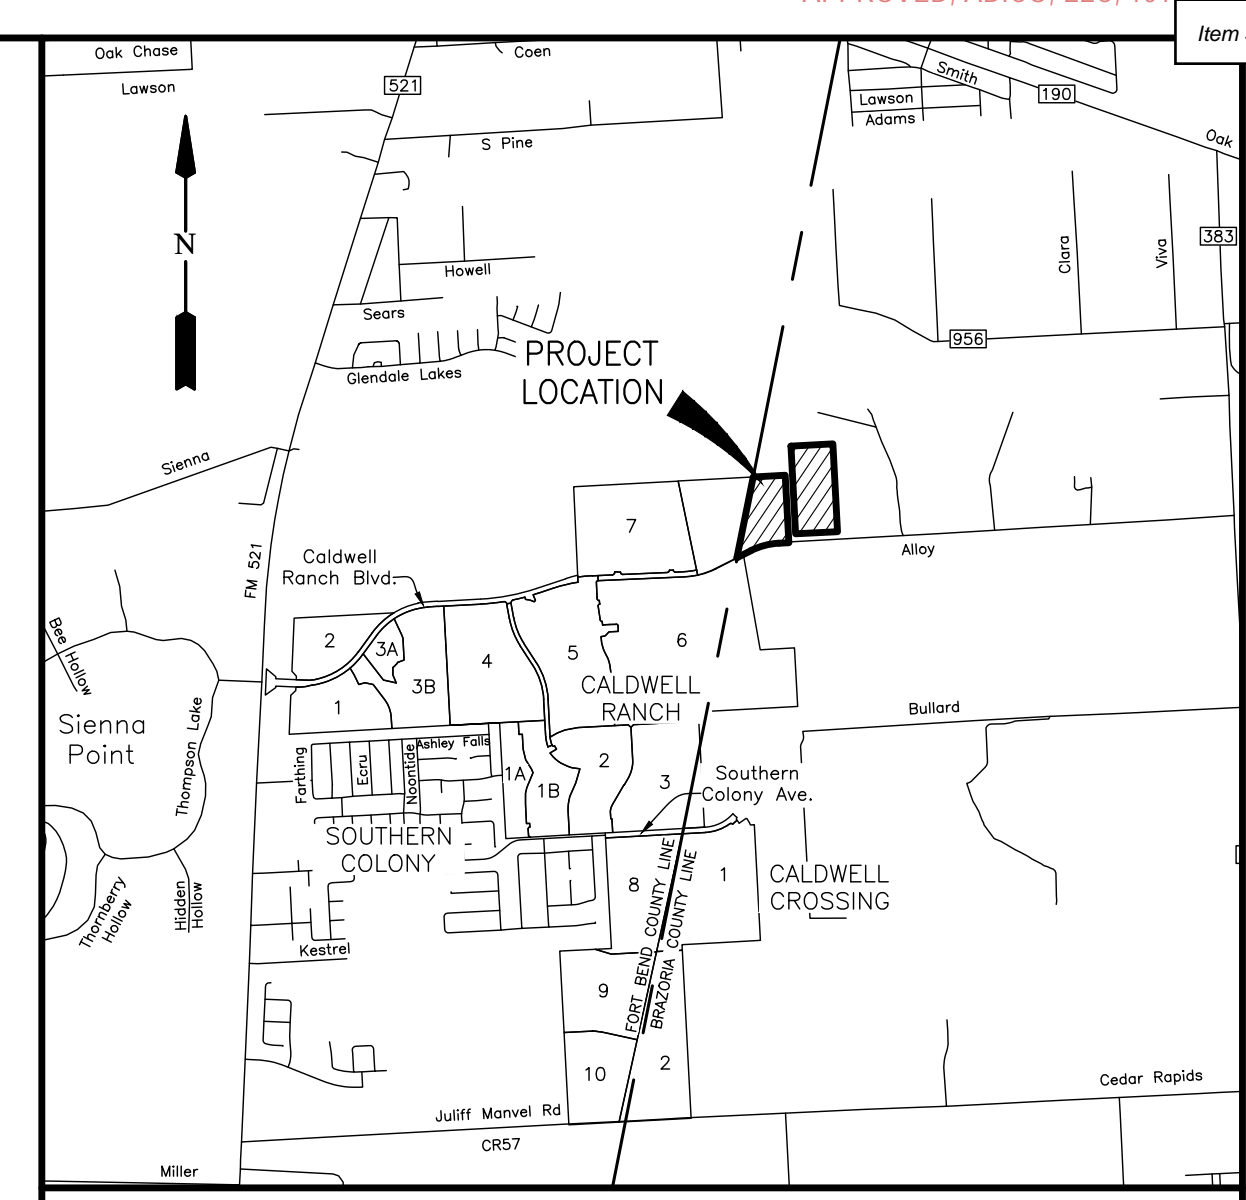 Item
Oak Chase
Coen
Lawson
521
Smith
190
Lawson
Adams
Oak
S Pine
N
Clara
Viva
383
Howell
Sears
956
Glendale Lakes
PROJECT
LOCATION
Sienna
7
Alloy
FM 521
Caldwell
Ranch Blvd.
Bee Hollow
2
3A
4
5
6
3B
1
CALDWELL
RANCH
Sienna
Point
Thompson Lake
Bullard
Farthing
Ecru
Noontide
Ashley Falls
1A
1B
2
3
Southern
Colony Ave.
SOUTHERN
COLONY
8
1
CALDWELL
CROSSING
Thornberry
Hollow
Hidden
Hollow
Kestrel
FORT BEND COUNTY LINE
BRAZORIA COUNTY LINE
9
10
2
Juliff Manvel Rd
Cedar Rapids
CR57
Miller